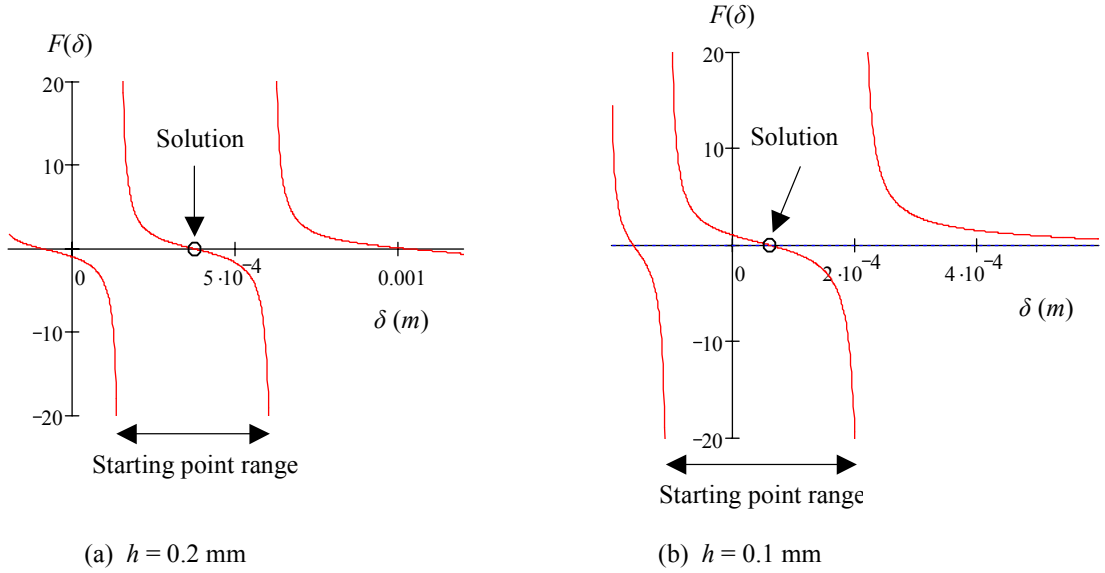 F(δ)
20
Solution
10
0
5·10⁻⁴
0.001
δ (m)
−10
−20
Starting point range
(a) h = 0.2 mm
F(δ)
20
Solution
10
0
2·10⁻⁴
4·10⁻⁴
δ (m)
−10
−20
Starting point range
(b) h = 0.1 mm